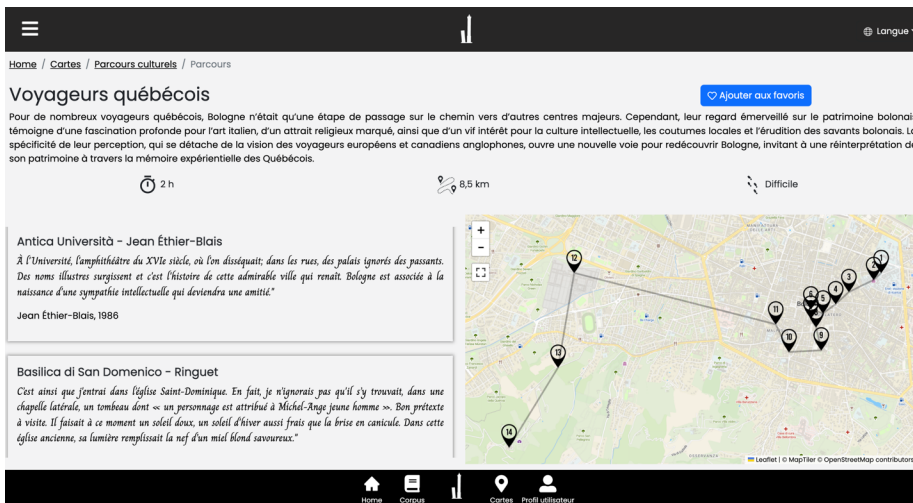 Langue
Home / Cartes / Parcours culturels / Parcours
Voyageurs québécois
Ajouter aux favoris
Pour de nombreux voyageurs québécois, Bologne n'était qu'une étape de passage sur le chemin vers d'autres centres majeurs. Cependant, leur regard émerveillé sur le patrimoine bolonais
témoigne d'une fascination profonde pour l'art italien, d'un attrait religieux marqué, ainsi que d'un vif intérêt pour la culture intellectuelle, les coutumes locales et l'érudition des savants bolonais. La
spécificité de leur perception, qui se détache de la vision des voyageurs européens et canadiens anglophones, ouvre une nouvelle voie pour redécouvrir Bologne, invitant à une réinterprétation de
son patrimoine à travers la mémoire expérientielle des Québécois.
2 h
8,5 km
Difficile
Antica Università - Jean Éthier-Blais
À l'Université, l'amphithéâtre du XVIe siècle, où l'on disséquait; dans les rues, des palais ignorés des passants.
Des noms illustres surgissent et c'est l'histoire de cette admirable ville qui renaît. Bologne est associée à la
naissance d'une sympathie intellectuelle qui deviendra une amitié."
Jean Éthier-Blais, 1986
Basilica di San Domenico - Ringuet
C'est ainsi que j'entrai dans l'église Saint-Dominique. En fait, je n'ignorais pas qu'il s'y trouvait, dans une
chapelle latérale, un tombeau dont « un personnage est attribué à Michel-Ange jeune homme ». Bon prétexte
à visite. Il faisait à ce moment un soleil doux, un soleil d'hiver aussi frais que la brise en canicule. Dans cette
église ancienne, sa lumière remplissait la nef d'un miel blond savoureux."
+
-
12
1
2
3
4
6
5
11
8
10
9
13
14
Leaflet | © MapTiler © OpenStreetMap contributors
Home
Corpus
Cartes
Profil utilisateur